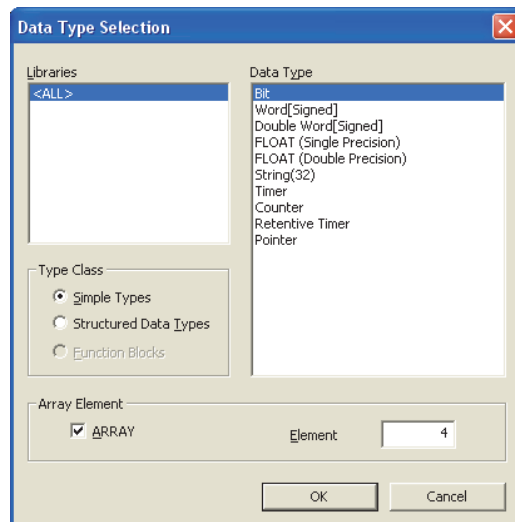 Data Type Selection
Libraries
<ALL>
Data Type
Bit
Word[Signed]
Double Word[Signed]
FLOAT (Single Precision)
FLOAT (Double Precision)
String(32)
Timer
Counter
Retentive Timer
Pointer
Type Class
Simple Types
Structured Data Types
Function Blocks
Array Element
ARRAY
Element
4
OK
Cancel